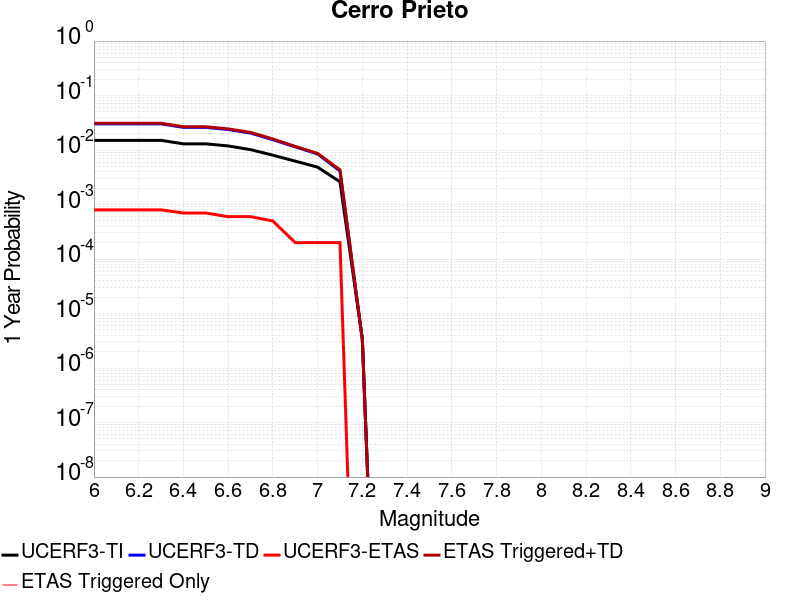 Cerro Prieto
10^0
10^-1
10^-2
10^-3
10^-4
10^-5
10^-6
10^-7
10^-8
1 Year Probability
6 6.2 6.4 6.6 6.8 7 7.2 7.4 7.6 7.8 8 8.2 8.4 8.6 8.8 9
Magnitude
UCERF3-TI UCERF3-TD UCERF3-ETAS ETAS Triggered+TD
ETAS Triggered Only